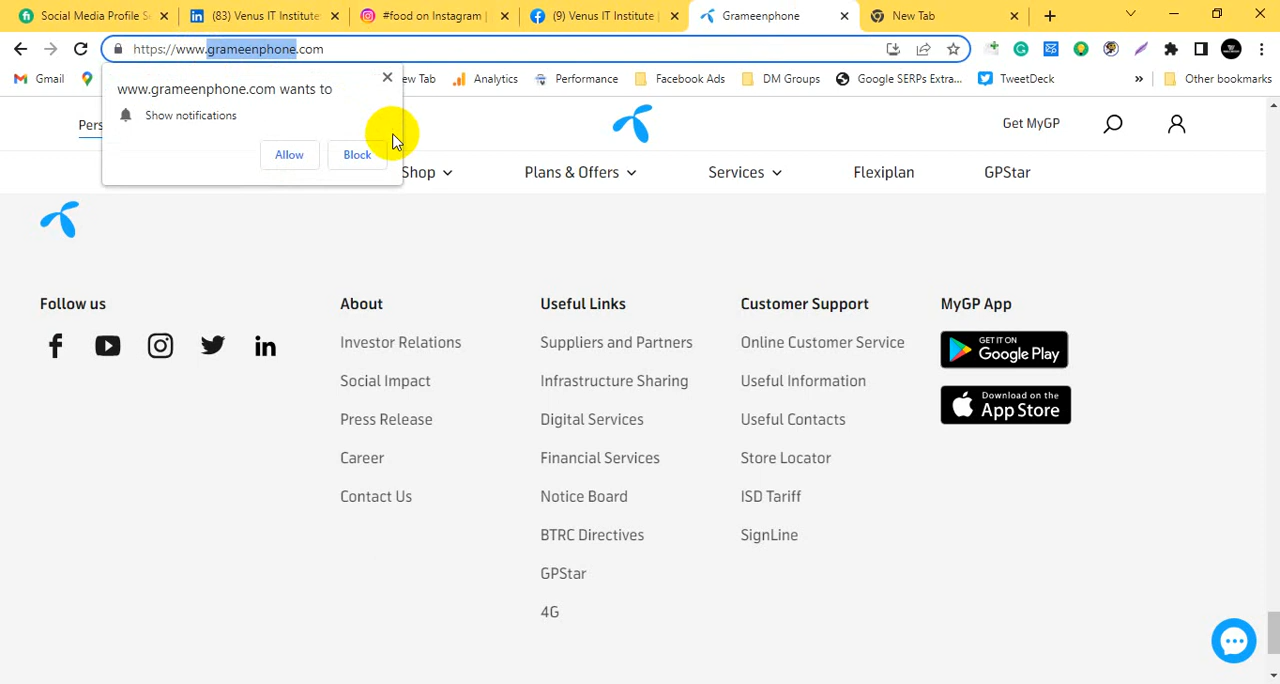 Social Media Profile S
(83) Venus IT Institute
#food on Instagram |
(9) Venus IT Institute |
Grameenphone
New Tab
https://www.grameenphone.com
Gmail
ew Tab
Analytics
Performance
Facebook Ads
DM Groups
Google SERPs Extra...
TweetDeck
»
Other bookmarks
www.grameenphone.com wants to
Show notifications
Allow
Block
Pers
Get MyGP
Shop
Plans & Offers
Services
Flexiplan
GPStar
Follow us
About
Investor Relations
Social Impact
Press Release
Career
Contact Us
Useful Links
Suppliers and Partners
Infrastructure Sharing
Digital Services
Financial Services
Notice Board
BTRC Directives
GPStar
4G
Customer Support
Online Customer Service
Useful Information
Useful Contacts
Store Locator
ISD Tariff
SignLine
MyGP App
GET IT ON
Google Play
Download on the
App Store